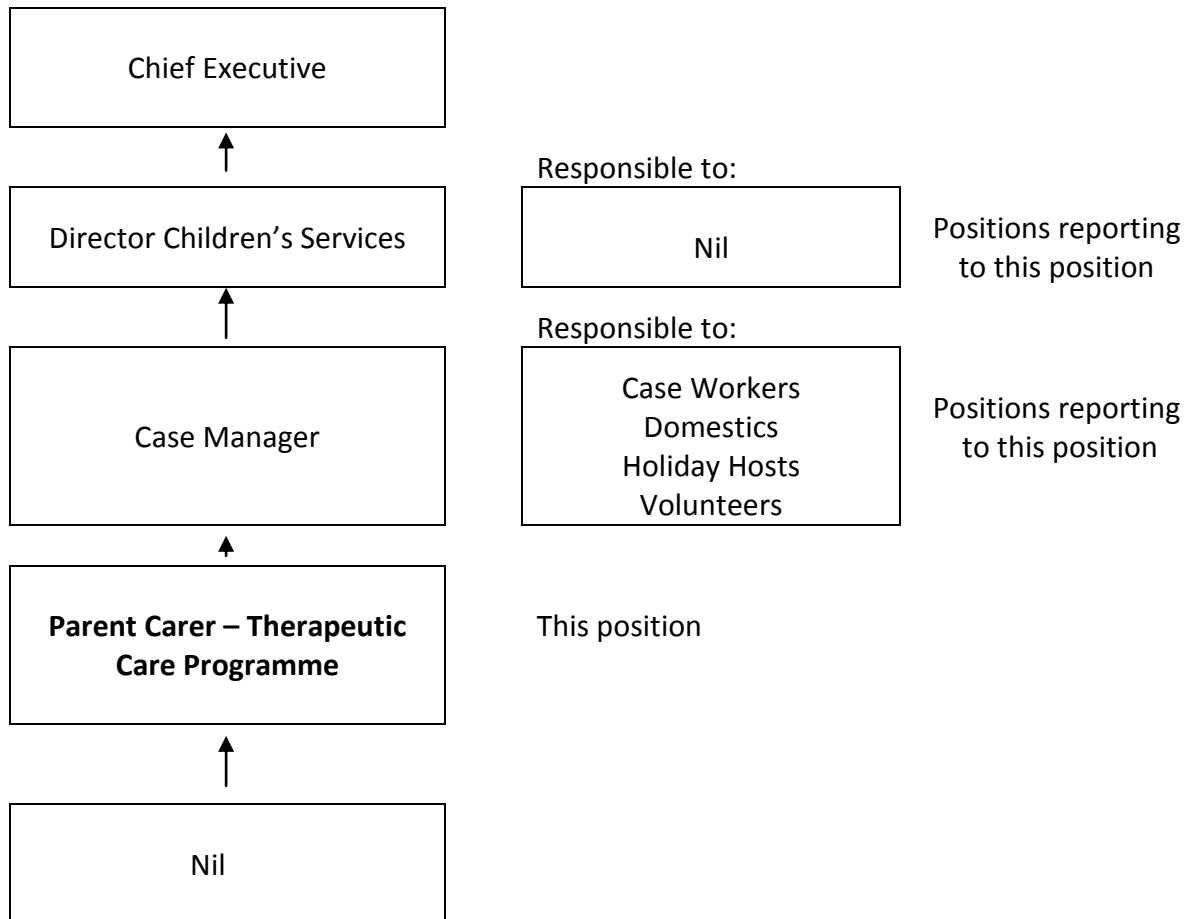 Chief Executive
Responsible to:
Director Children’s Services
Nil
Positions reporting
to this position
Responsible to:
Case Manager
Case Workers
Domestics
Holiday Hosts
Volunteers
Positions reporting
to this position
Parent Carer – Therapeutic
Care Programme
This position
Nil